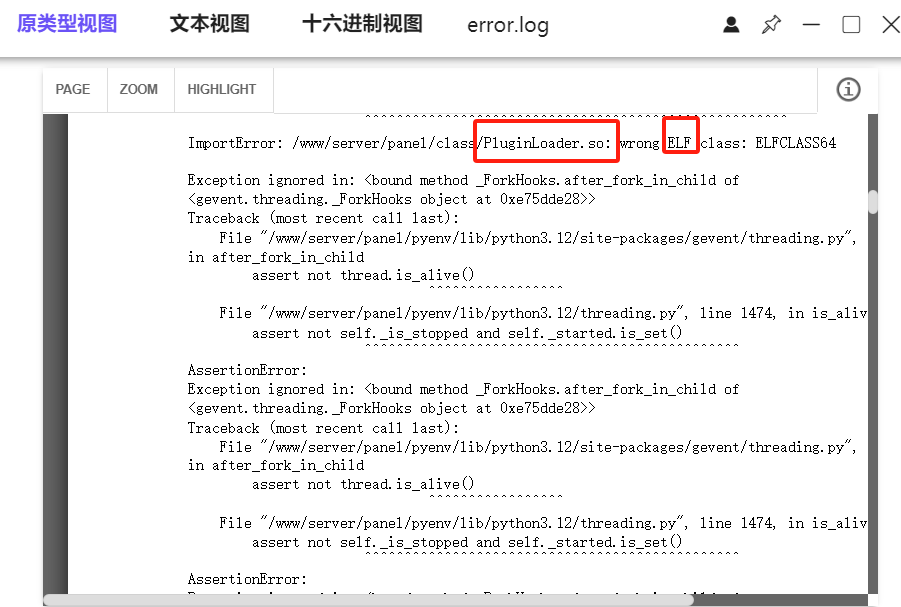 原类型视图 文本视图 十六进制视图 error.log
PAGE ZOOM HIGHLIGHT
^^^^^^^^^^^^^^^^^^^^^^^^^^^^^^^^^^^^^^^^^^^^^^^^^^^^^
ImportError: /www/server/panel/class/PluginLoader.so: wrong ELF class: ELFCLASS64
Exception ignored in: <bound method _ForkHooks.after_fork_in_child of
<gevent.threading._ForkHooks object at 0xe75dde28>>
Traceback (most recent call last):
File "/www/server/panel/pyenv/lib/python3.12/site-packages/gevent/threading.py",
in after_fork_in_child
assert not thread.is_alive()
^^^^^^^^^^^^^^^^^
File "/www/server/panel/pyenv/lib/python3.12/threading.py", line 1474, in is_aliv
assert not self._is_stopped and self._started.is_set()
^^^^^^^^^^^^^^^^^^^^^^^^^^^^^^^^^^^^^^^^^^^^^^^
AssertionError:
Exception ignored in: <bound method _ForkHooks.after_fork_in_child of
<gevent.threading._ForkHooks object at 0xe75dde28>>
Traceback (most recent call last):
File "/www/server/panel/pyenv/lib/python3.12/site-packages/gevent/threading.py",
in after_fork_in_child
assert not thread.is_alive()
^^^^^^^^^^^^^^^^^
File "/www/server/panel/pyenv/lib/python3.12/threading.py", line 1474, in is_aliv
assert not self._is_stopped and self._started.is_set()
^^^^^^^^^^^^^^^^^^^^^^^^^^^^^^^^^^^^^^^^^^^^^^^
AssertionError: